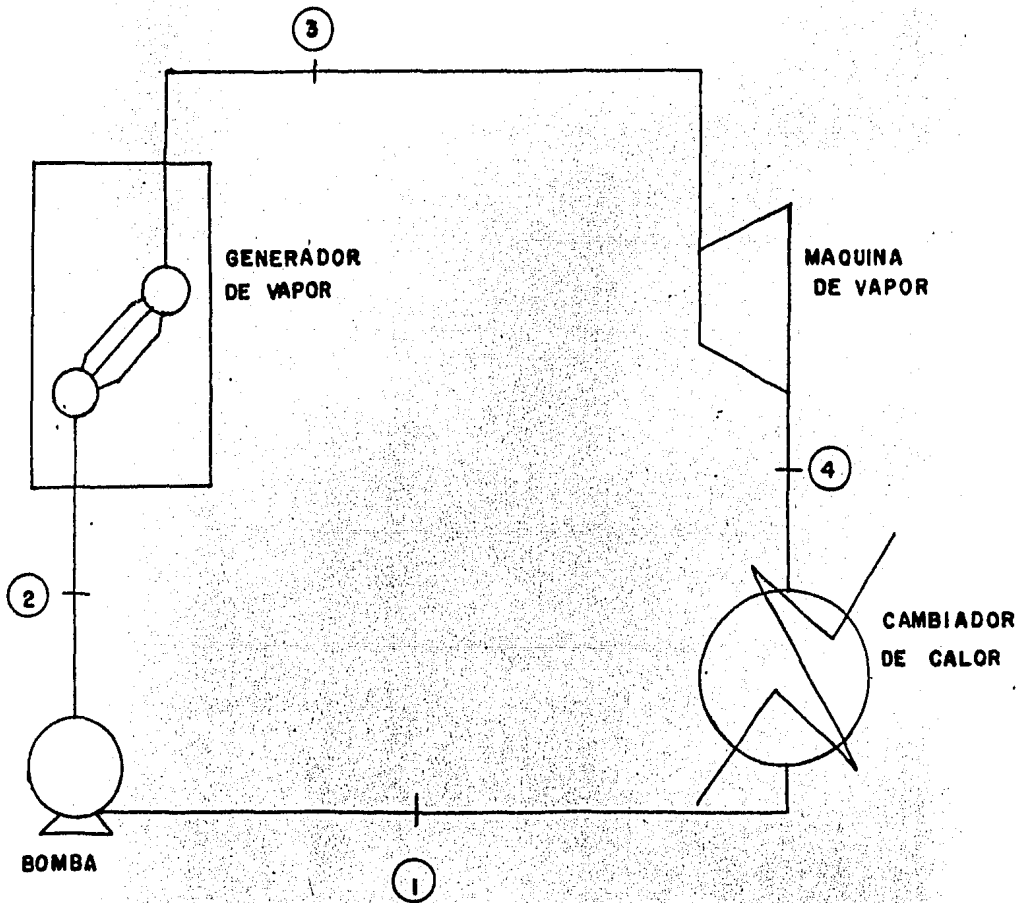 3
GENERADOR
DE VAPOR
MAQUINA
DE VAPOR
4
2
CAMBIADOR
DE CALOR
BOMBA
1